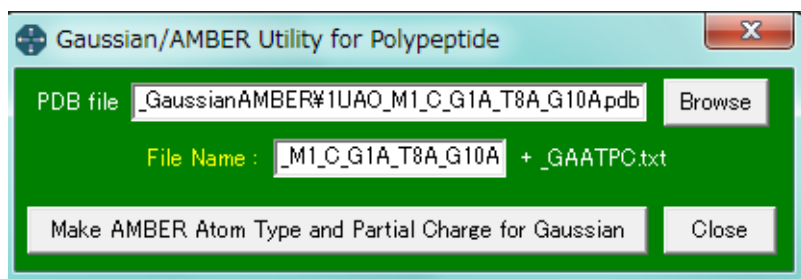 Gaussian/AMBER Utility for Polypeptide
PDB file _GaussianAMBER¥1UAO_M1_C_G1A_T8A_G10A.pdb Browse
File Name : _M1_C_G1A_T8A_G10A + _GAATPC.txt
Make AMBER Atom Type and Partial Charge for Gaussian Close